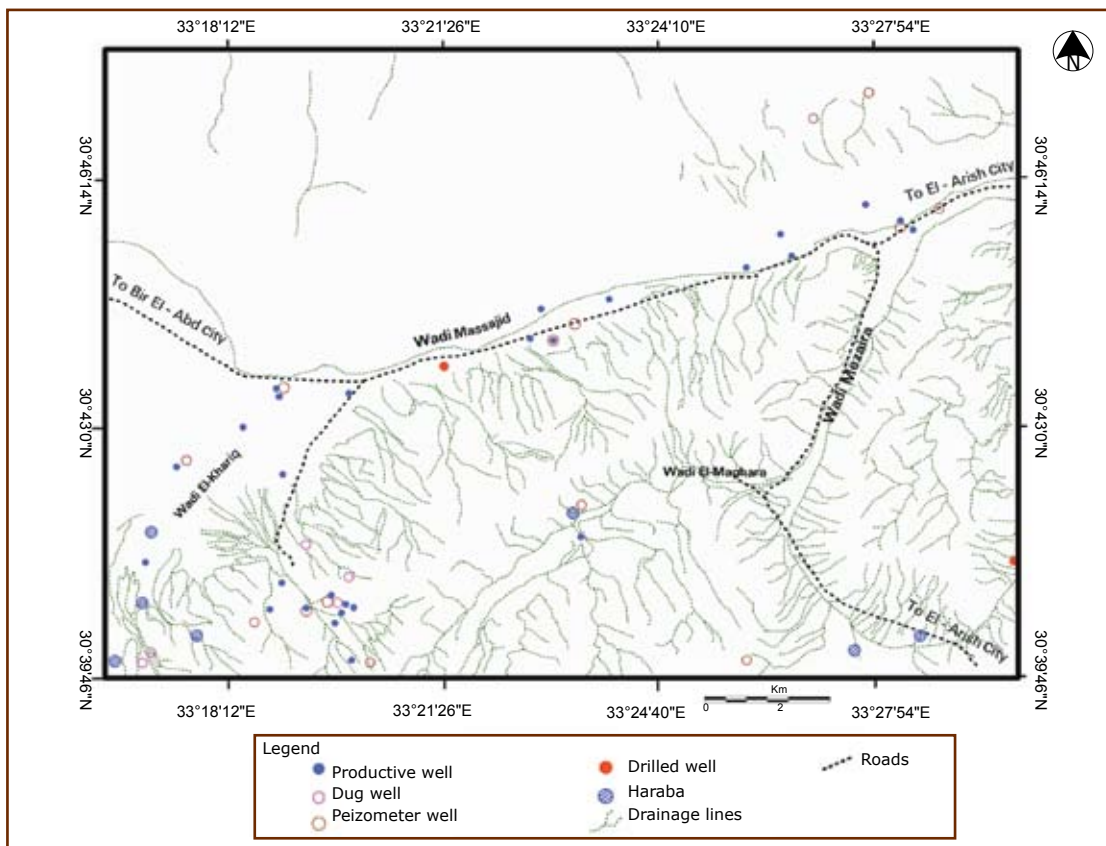 33°18'12"E 33°21'26"E 33°24'10"E 33°27'54"E
N
30°46'14"N
30°46'14"N
To El - Arish City
To Bir El - Abd city
Wadi Massajid
Wadi Mezaira
30°43'0"N
30°43'0"N
Wadi El-Khariq
Wadi El-Maghara
To El - Arish City
30°39'46"N
30°39'46"N
Km
0 2
33°18'12"E 33°21'26"E 33°24'40"E 33°27'54"E
Legend
Productive well
Dug well
Peizometer well
Drilled well
Haraba
Drainage lines
Roads